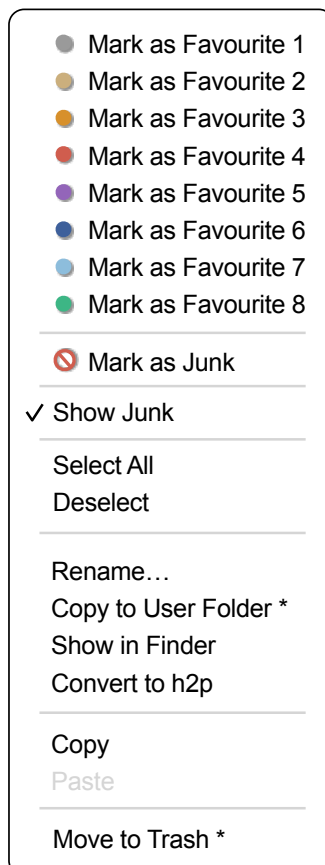 Mark as Favourite 1
Mark as Favourite 2
Mark as Favourite 3
Mark as Favourite 4
Mark as Favourite 5
Mark as Favourite 6
Mark as Favourite 7
Mark as Favourite 8
Mark as Junk
✓ Show Junk
Select All
Deselect
Rename…
Copy to User Folder *
Show in Finder
Convert to h2p
Copy
Paste
Move to Trash *